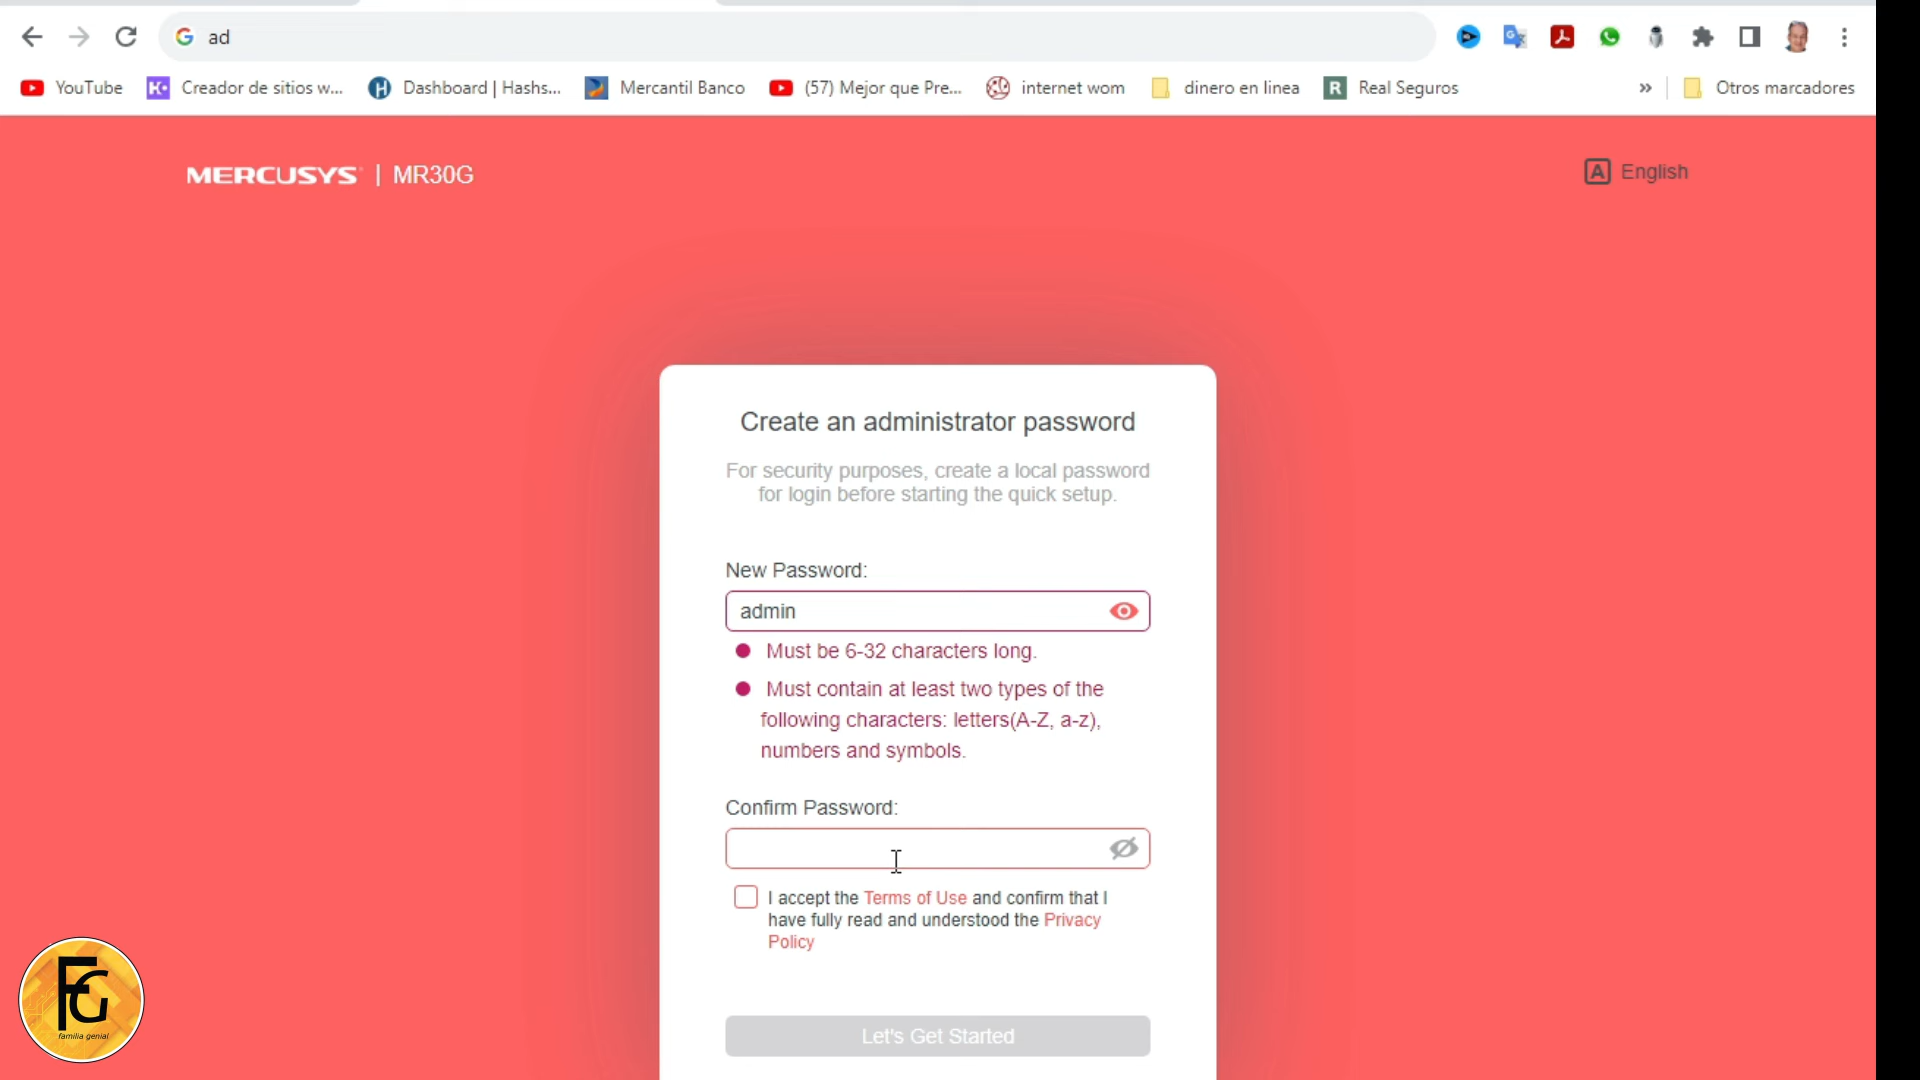 ad
YouTube
Creador de sitios w...
Dashboard | Hashs...
Mercantil Banco
(57) Mejor que Pre...
internet wom
dinero en linea
Real Seguros
»
Otros marcadores
MERCUSYS | MR30G
English
Create an administrator password
For security purposes, create a local password
for login before starting the quick setup.
New Password:
admin
Must be 6-32 characters long.
Must contain at least two types of the
following characters: letters(A-Z, a-z),
numbers and symbols.
Confirm Password:
I accept the Terms of Use and confirm that I
have fully read and understood the Privacy
Policy
Let's Get Started
FG
familia genial